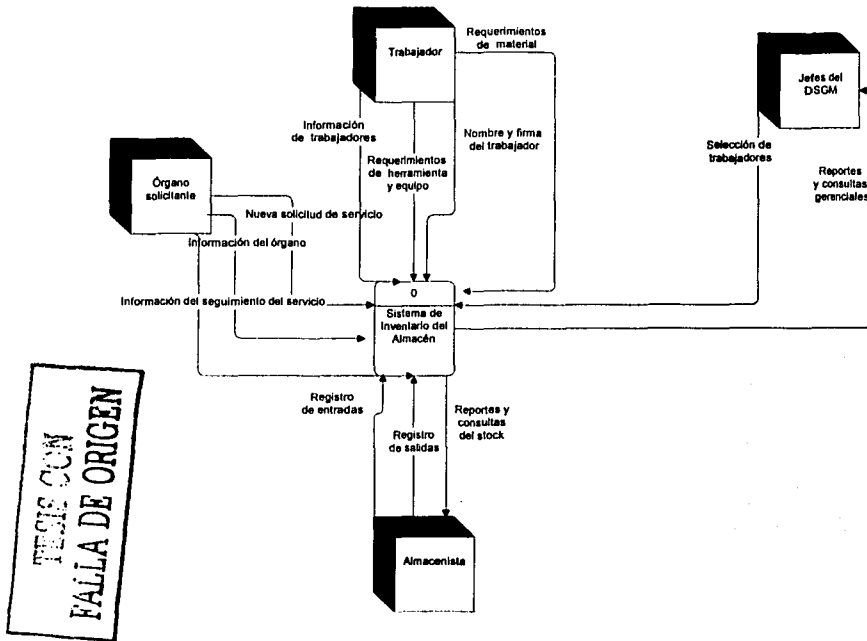 Requerimientos
de material
Trabajador
Jefes del
DSGM
Información
de trabajadores
Nombre y firma
del trabajador
Selección de
trabajadores
Requerimientos
de herramienta
y equipo
Reportes
y consultas
gerenciales
Órgano
solicitante
Nueva solicitud de servicio
Información del órgano
0
Información del seguimiento del servicio
Sistema de
Inventario del
Almacén
Registro
de entradas
Registro
de salidas
Reportes y
consultas
del stock
Almacenista
TESIS CON
FALLA DE ORIGEN